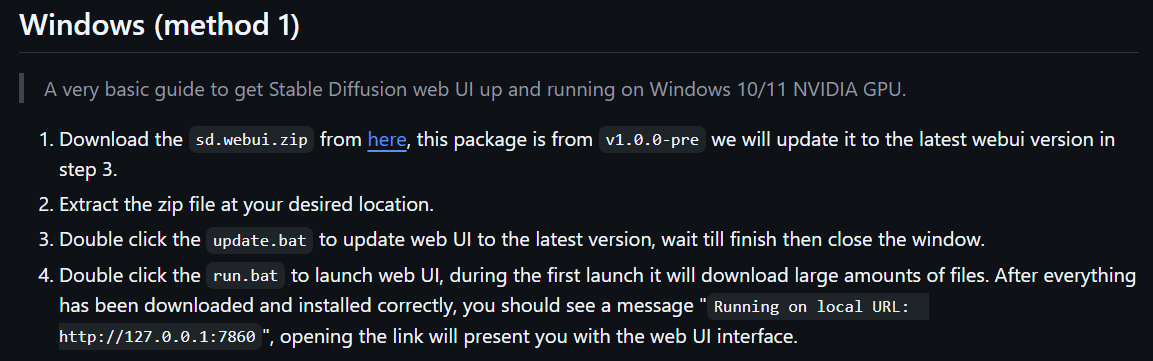 Windows (method 1)
A very basic guide to get Stable Diffusion web UI up and running on Windows 10/11 NVIDIA GPU.
1. Download the sd.webui.zip from here, this package is from v1.0.0-pre we will update it to the latest webui version in
step 3.
2. Extract the zip file at your desired location.
3. Double click the update.bat to update web UI to the latest version, wait till finish then close the window.
4. Double click the run.bat to launch web UI, during the first launch it will download large amounts of files. After everything
has been downloaded and installed correctly, you should see a message "Running on local URL:
http://127.0.0.1:7860", opening the link will present you with the web UI interface.